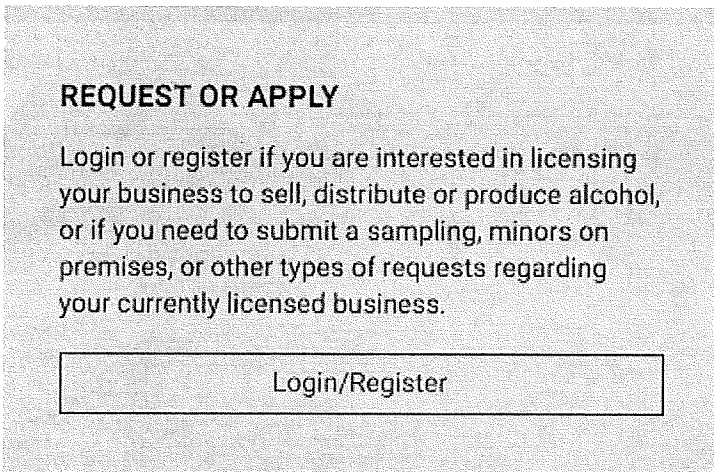 REQUEST OR APPLY
Login or register if you are interested in licensing
your business to sell, distribute or produce alcohol,
or if you need to submit a sampling, minors on
premises, or other types of requests regarding
your currently licensed business.
Login/Register